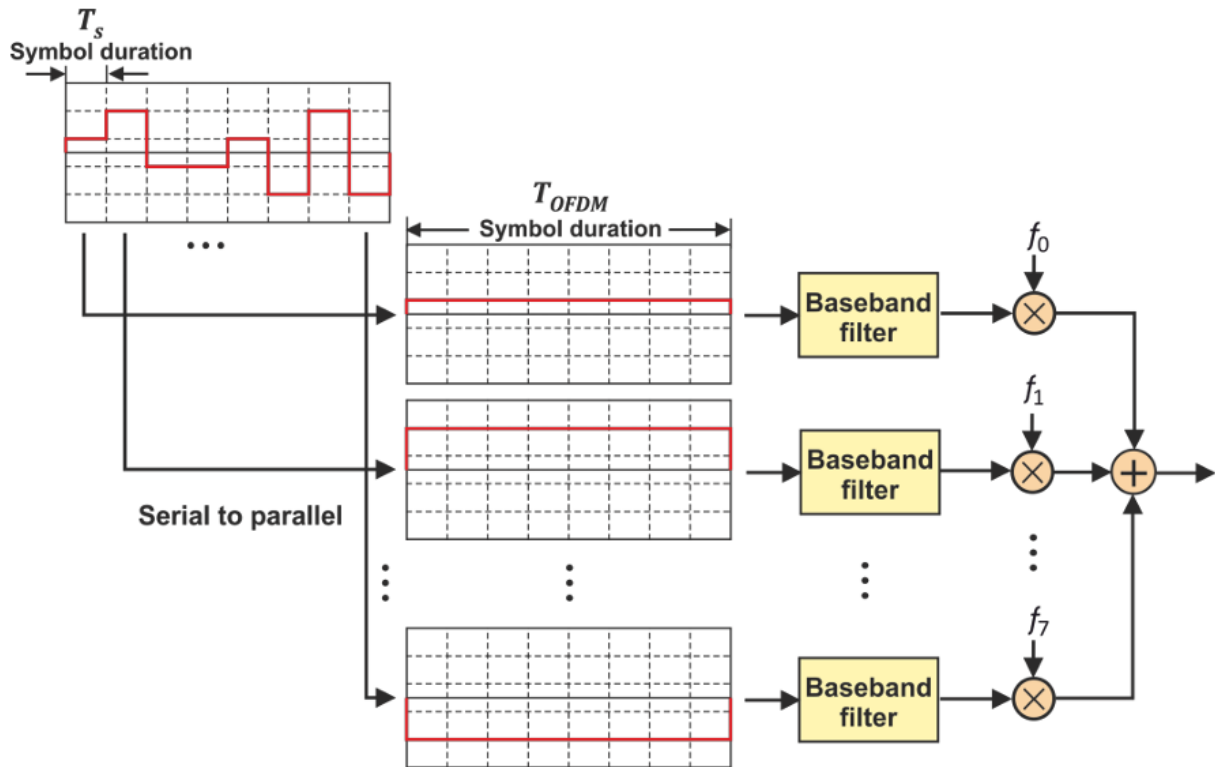 T_s
Symbol duration
...
T_OFDM
Symbol duration
f_0
Baseband
filter
f_1
Baseband
filter
Serial to parallel
f_7
Baseband
filter